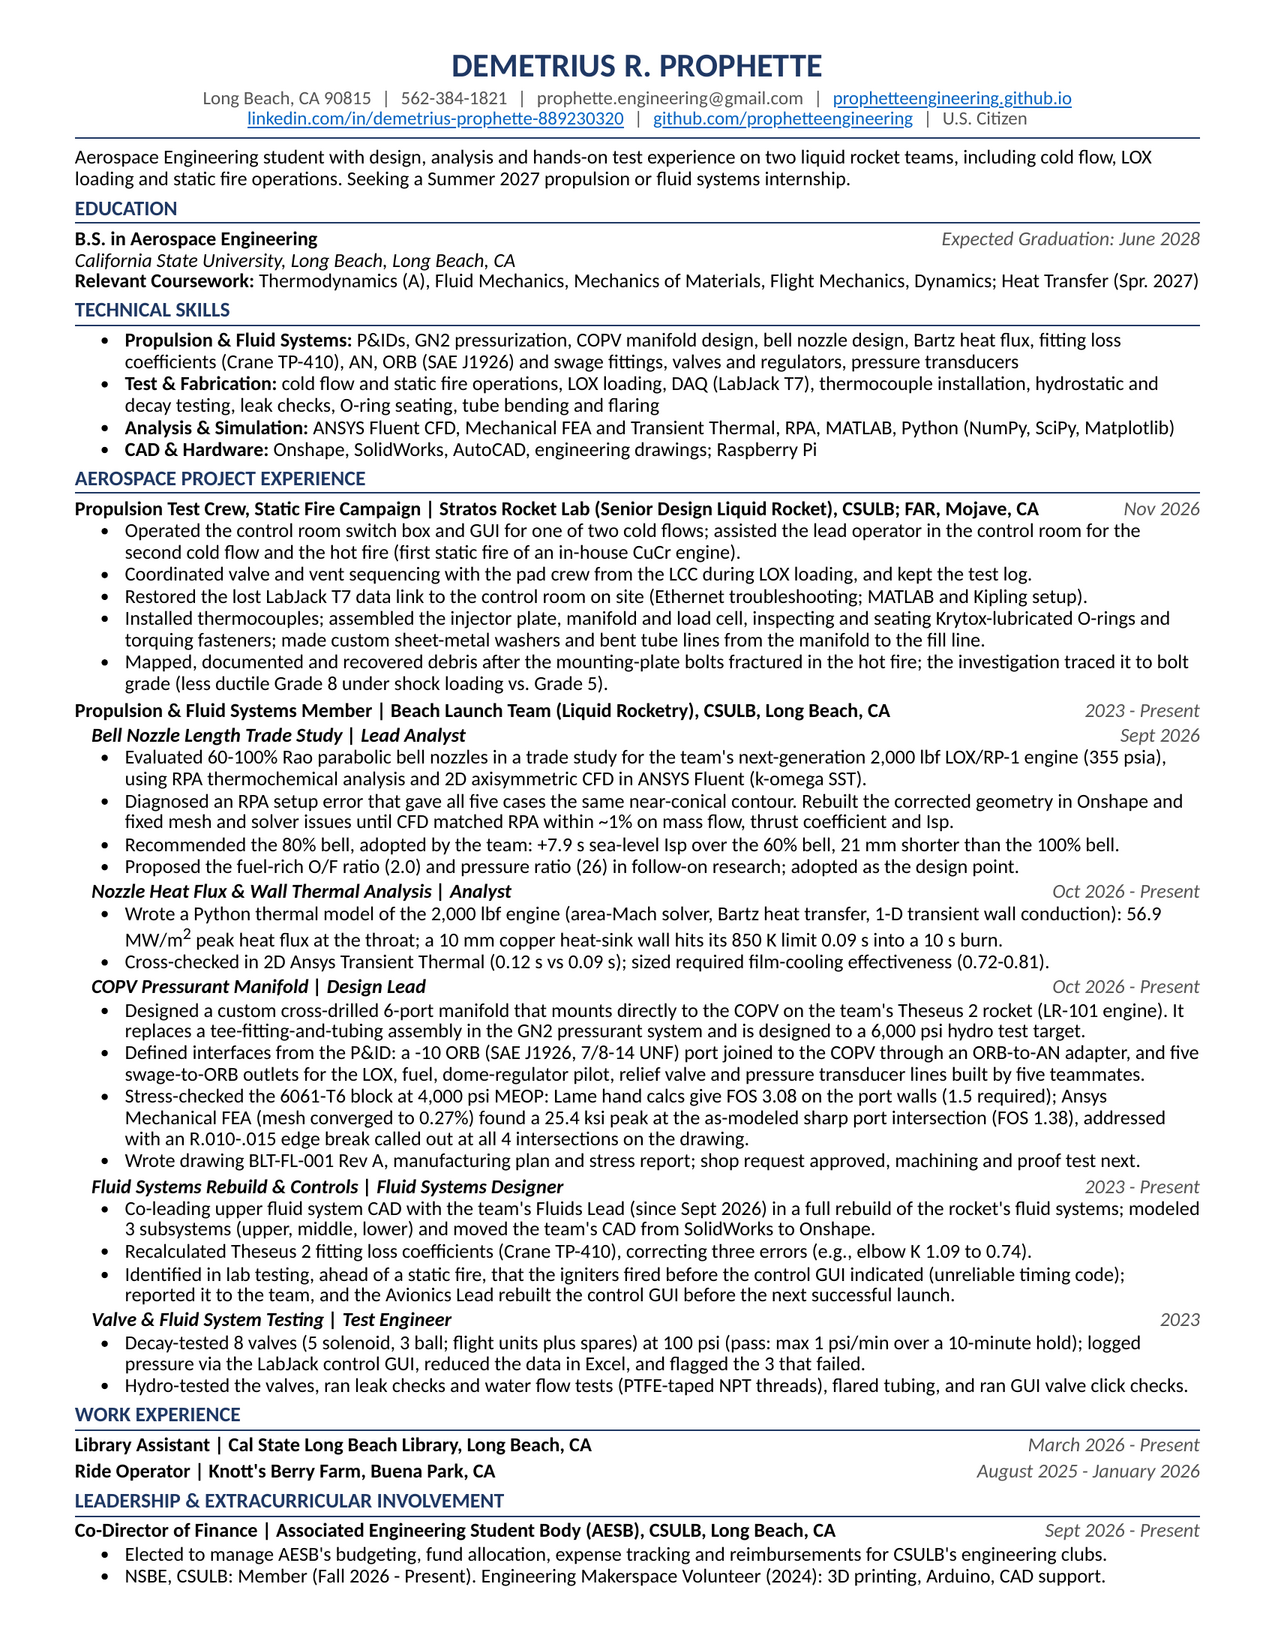 DEMETRIUS R. PROPHETTE
Long Beach, CA 90815 | 562-384-1821 | prophette.engineering@gmail.com | prophetteengineering.github.io
linkedin.com/in/demetrius-prophette-889230320 | github.com/prophetteengineering | U.S. Citizen
Aerospace Engineering student with design, analysis and hands-on test experience on two liquid rocket teams, including cold flow, LOX
loading and static fire operations. Seeking a Summer 2027 propulsion or fluid systems internship.
EDUCATION
B.S. in Aerospace Engineering Expected Graduation: June 2028
California State University, Long Beach, Long Beach, CA
Relevant Coursework: Thermodynamics (A), Fluid Mechanics, Mechanics of Materials, Flight Mechanics, Dynamics; Heat Transfer (Spr. 2027)
TECHNICAL SKILLS
• Propulsion & Fluid Systems: P&IDs, GN2 pressurization, COPV manifold design, bell nozzle design, Bartz heat flux, fitting loss
coefficients (Crane TP-410), AN, ORB (SAE J1926) and swage fittings, valves and regulators, pressure transducers
• Test & Fabrication: cold flow and static fire operations, LOX loading, DAQ (LabJack T7), thermocouple installation, hydrostatic and
decay testing, leak checks, O-ring seating, tube bending and flaring
• Analysis & Simulation: ANSYS Fluent CFD, Mechanical FEA and Transient Thermal, RPA, MATLAB, Python (NumPy, SciPy, Matplotlib)
• CAD & Hardware: Onshape, SolidWorks, AutoCAD, engineering drawings; Raspberry Pi
AEROSPACE PROJECT EXPERIENCE
Propulsion Test Crew, Static Fire Campaign | Stratos Rocket Lab (Senior Design Liquid Rocket), CSULB; FAR, Mojave, CA Nov 2026
• Operated the control room switch box and GUI for one of two cold flows; assisted the lead operator in the control room for the
second cold flow and the hot fire (first static fire of an in-house CuCr engine).
• Coordinated valve and vent sequencing with the pad crew from the LCC during LOX loading, and kept the test log.
• Restored the lost LabJack T7 data link to the control room on site (Ethernet troubleshooting; MATLAB and Kipling setup).
• Installed thermocouples; assembled the injector plate, manifold and load cell, inspecting and seating Krytox-lubricated O-rings and
torquing fasteners; made custom sheet-metal washers and bent tube lines from the manifold to the fill line.
• Mapped, documented and recovered debris after the mounting-plate bolts fractured in the hot fire; the investigation traced it to bolt
grade (less ductile Grade 8 under shock loading vs. Grade 5).
Propulsion & Fluid Systems Member | Beach Launch Team (Liquid Rocketry), CSULB, Long Beach, CA 2023 - Present
Bell Nozzle Length Trade Study | Lead Analyst Sept 2026
• Evaluated 60-100% Rao parabolic bell nozzles in a trade study for the team's next-generation 2,000 lbf LOX/RP-1 engine (355 psia),
using RPA thermochemical analysis and 2D axisymmetric CFD in ANSYS Fluent (k-omega SST).
• Diagnosed an RPA setup error that gave all five cases the same near-conical contour. Rebuilt the corrected geometry in Onshape and
fixed mesh and solver issues until CFD matched RPA within ~1% on mass flow, thrust coefficient and Isp.
• Recommended the 80% bell, adopted by the team: +7.9 s sea-level Isp over the 60% bell, 21 mm shorter than the 100% bell.
• Proposed the fuel-rich O/F ratio (2.0) and pressure ratio (26) in follow-on research; adopted as the design point.
Nozzle Heat Flux & Wall Thermal Analysis | Analyst Oct 2026 - Present
• Wrote a Python thermal model of the 2,000 lbf engine (area-Mach solver, Bartz heat transfer, 1-D transient wall conduction): 56.9
MW/m² peak heat flux at the throat; a 10 mm copper heat-sink wall hits its 850 K limit 0.09 s into a 10 s burn.
• Cross-checked in 2D Ansys Transient Thermal (0.12 s vs 0.09 s); sized required film-cooling effectiveness (0.72-0.81).
COPV Pressurant Manifold | Design Lead Oct 2026 - Present
• Designed a custom cross-drilled 6-port manifold that mounts directly to the COPV on the team's Theseus 2 rocket (LR-101 engine). It
replaces a tee-fitting-and-tubing assembly in the GN2 pressurant system and is designed to a 6,000 psi hydro test target.
• Defined interfaces from the P&ID: a -10 ORB (SAE J1926, 7/8-14 UNF) port joined to the COPV through an ORB-to-AN adapter, and five
swage-to-ORB outlets for the LOX, fuel, dome-regulator pilot, relief valve and pressure transducer lines built by five teammates.
• Stress-checked the 6061-T6 block at 4,000 psi MEOP: Lame hand calcs give FOS 3.08 on the port walls (1.5 required); Ansys
Mechanical FEA (mesh converged to 0.27%) found a 25.4 ksi peak at the as-modeled sharp port intersection (FOS 1.38), addressed
with an R.010-.015 edge break called out at all 4 intersections on the drawing.
• Wrote drawing BLT-FL-001 Rev A, manufacturing plan and stress report; shop request approved, machining and proof test next.
Fluid Systems Rebuild & Controls | Fluid Systems Designer 2023 - Present
• Co-leading upper fluid system CAD with the team's Fluids Lead (since Sept 2026) in a full rebuild of the rocket's fluid systems; modeled
3 subsystems (upper, middle, lower) and moved the team's CAD from SolidWorks to Onshape.
• Recalculated Theseus 2 fitting loss coefficients (Crane TP-410), correcting three errors (e.g., elbow K 1.09 to 0.74).
• Identified in lab testing, ahead of a static fire, that the igniters fired before the control GUI indicated (unreliable timing code);
reported it to the team, and the Avionics Lead rebuilt the control GUI before the next successful launch.
Valve & Fluid System Testing | Test Engineer 2023
• Decay-tested 8 valves (5 solenoid, 3 ball; flight units plus spares) at 100 psi (pass: max 1 psi/min over a 10-minute hold); logged
pressure via the LabJack control GUI, reduced the data in Excel, and flagged the 3 that failed.
• Hydro-tested the valves, ran leak checks and water flow tests (PTFE-taped NPT threads), flared tubing, and ran GUI valve click checks.
WORK EXPERIENCE
Library Assistant | Cal State Long Beach Library, Long Beach, CA March 2026 - Present
Ride Operator | Knott's Berry Farm, Buena Park, CA August 2025 - January 2026
LEADERSHIP & EXTRACURRICULAR INVOLVEMENT
Co-Director of Finance | Associated Engineering Student Body (AESB), CSULB, Long Beach, CA Sept 2026 - Present
• Elected to manage AESB's budgeting, fund allocation, expense tracking and reimbursements for CSULB's engineering clubs.
• NSBE, CSULB: Member (Fall 2026 - Present). Engineering Makerspace Volunteer (2024): 3D printing, Arduino, CAD support.